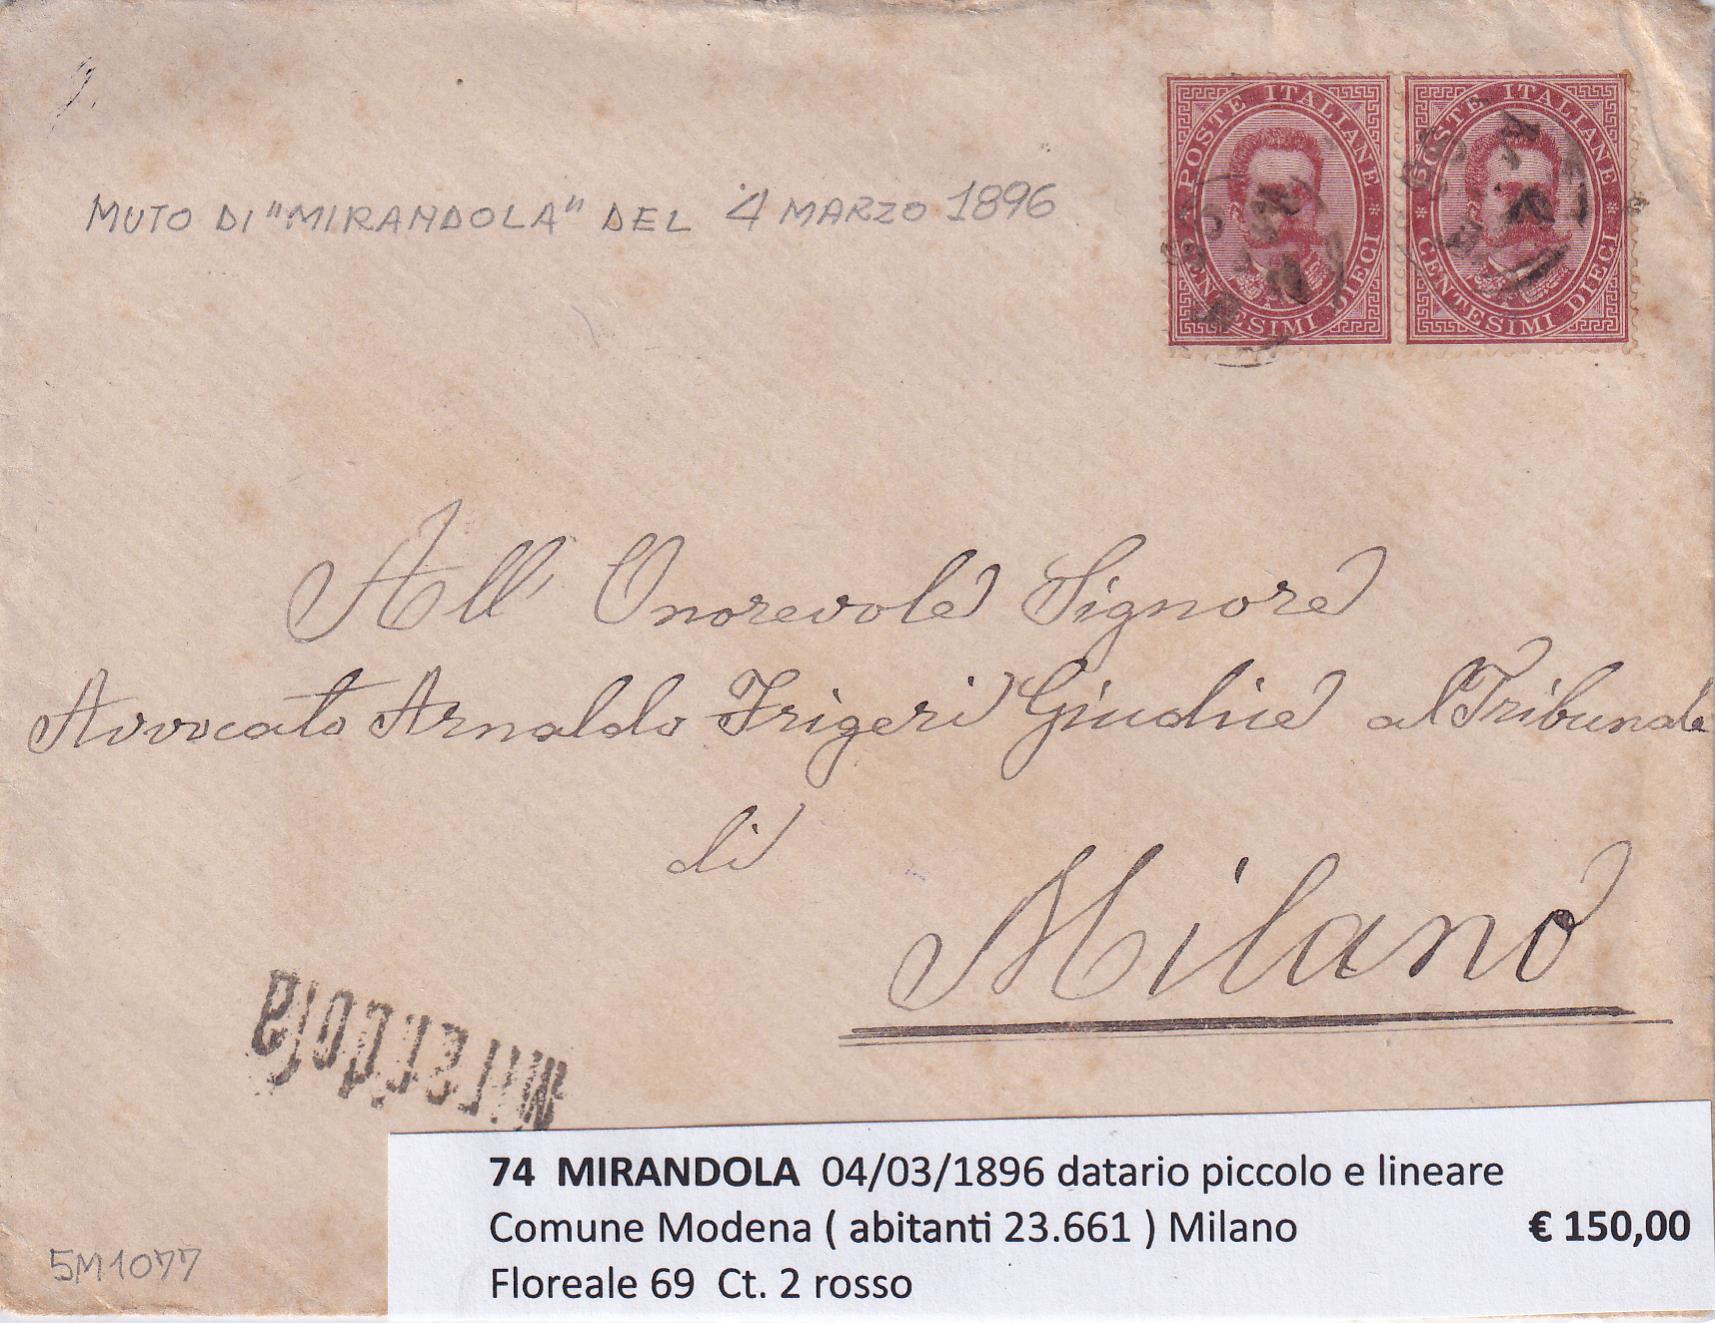 POSTE ITALIANE
CENTESIMI DIECI
POSTE ITALIANE
CENTESIMI DIECI
MUTO DI "MIRANDOLA" DEL 4 MARZO 1896
All' Onorevole Signore
Avvocato Arnaldo Frigeri Giudice al Tribunale
di
Milano
Mirandola
74 MIRANDOLA 04/03/1896 datario piccolo e lineare
Comune Modena ( abitanti 23.661 ) Milano € 150,00
Floreale 69 Ct. 2 rosso
5M1077